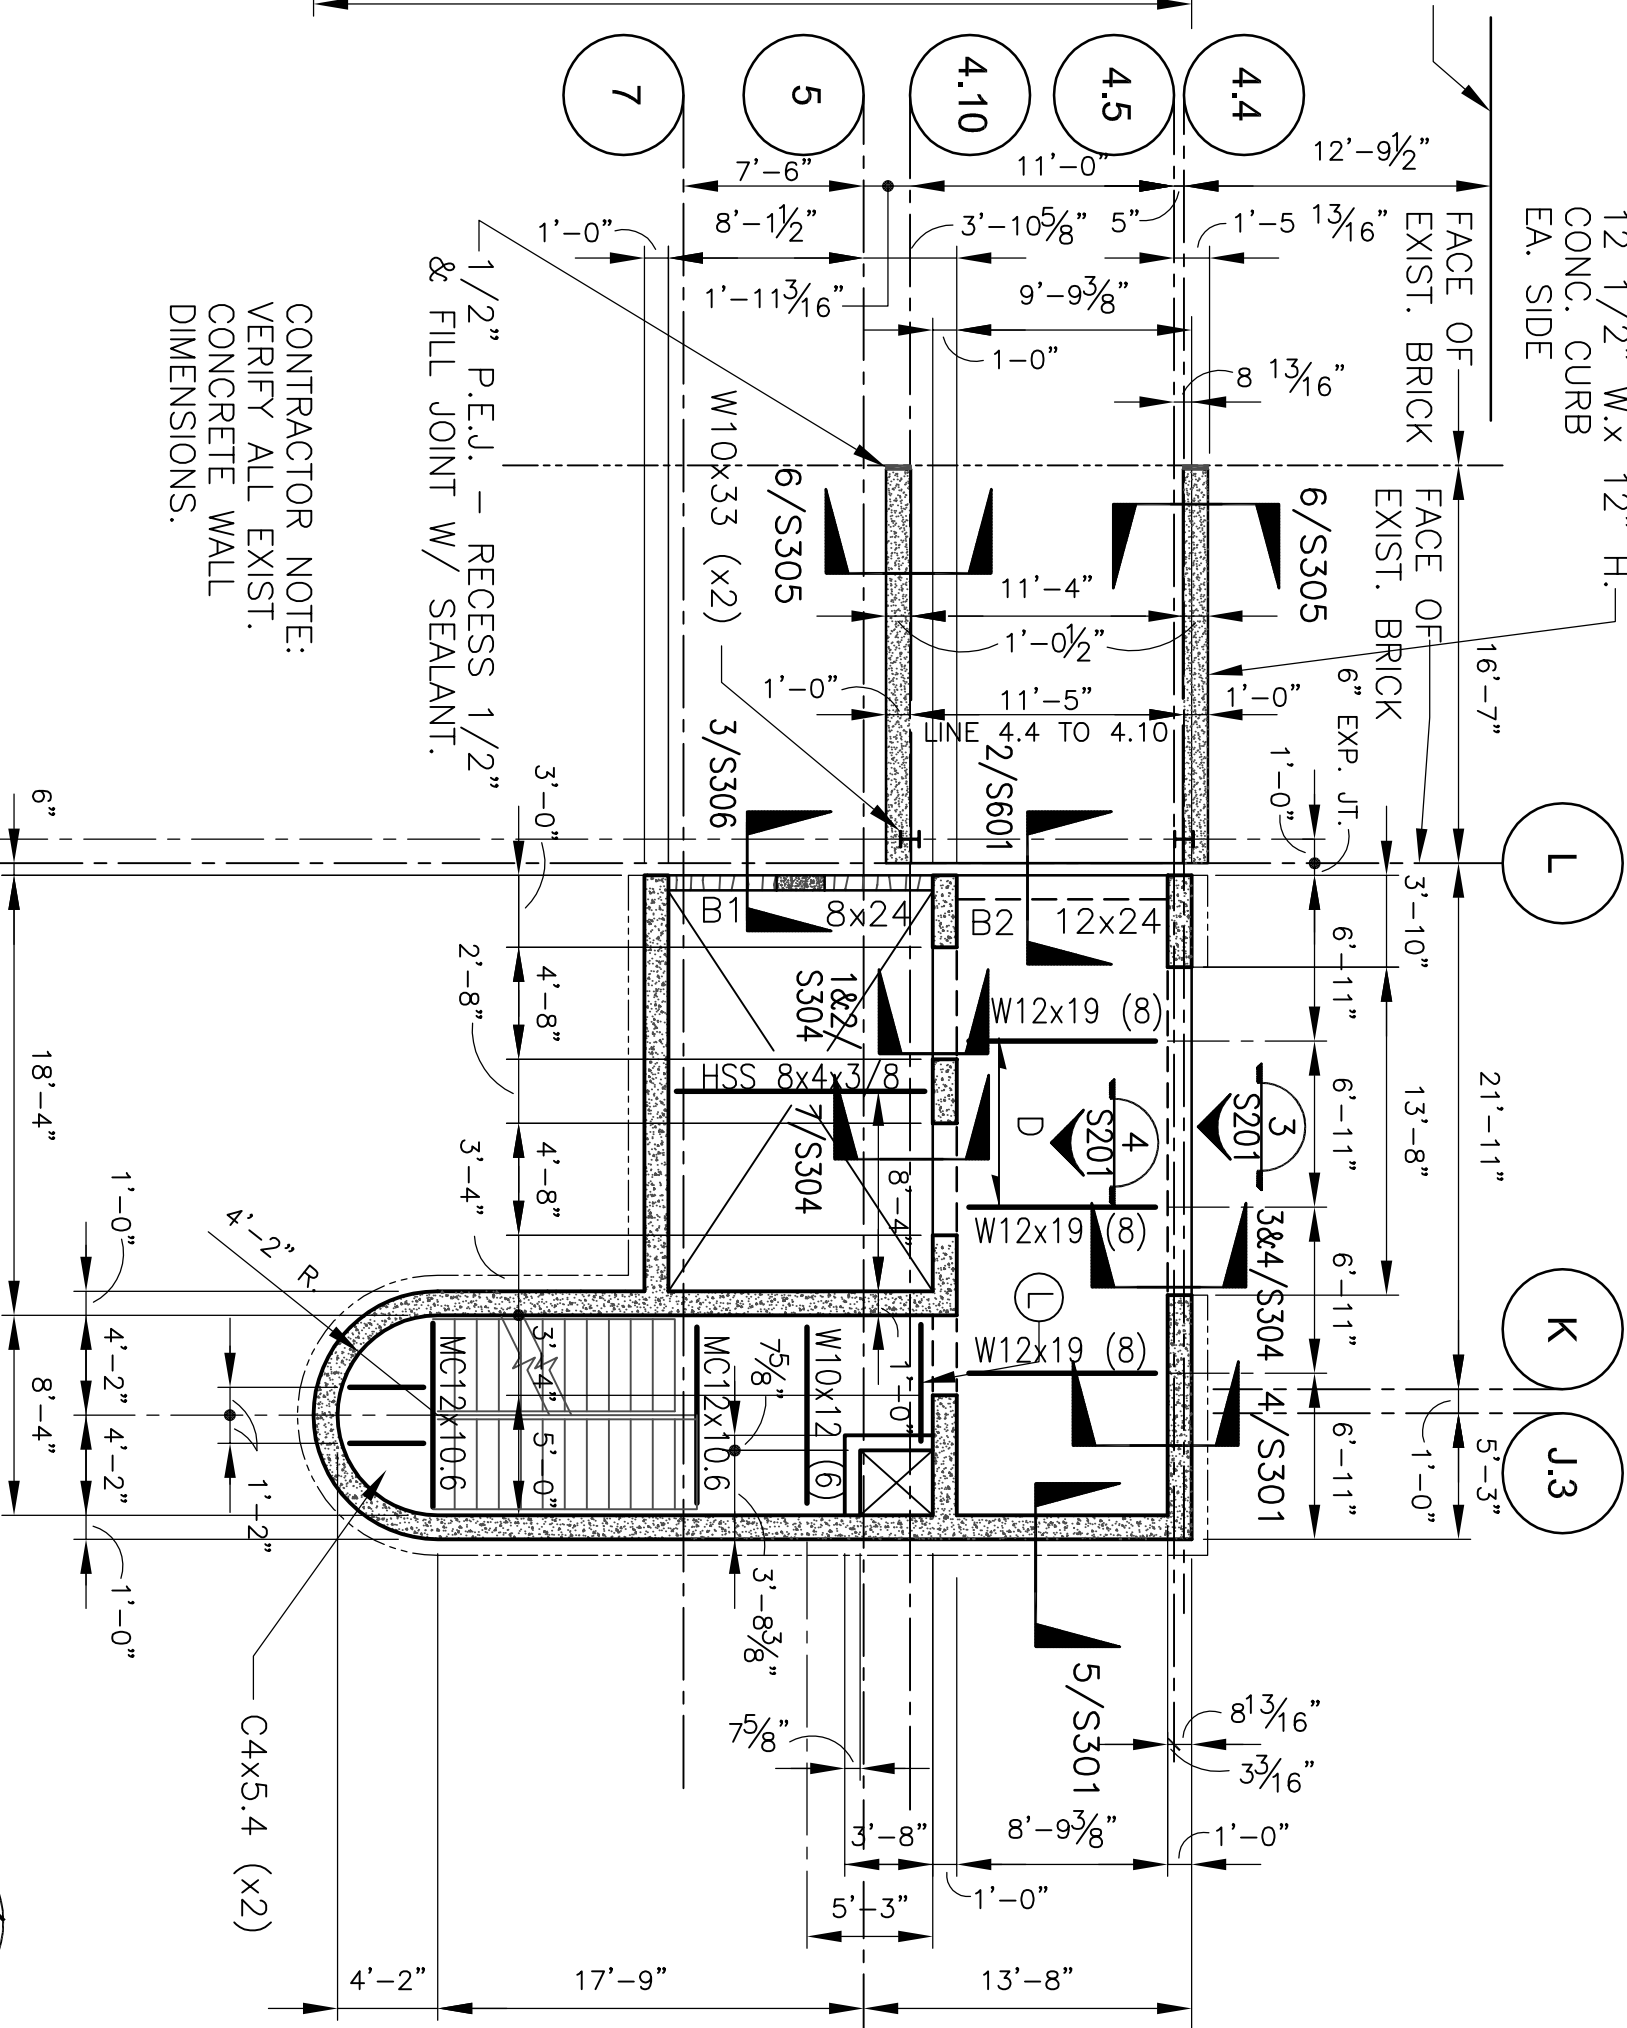 7
5
4.10
4.5
4.4
7'-6"
11'-0"
12'-9½"
1'-0"
8'-1½"
3'-10⅝"
5"
1'-5 13/16"
1'-11 3/16"
9'-9⅜"
1-0"
8 13/16"
CONC. CURB
EA. SIDE
FACE OF
EXIST. BRICK
FACE OF
EXIST. BRICK
6/S305
6/S305
W10x33 (x2)
1/2" P.E.J. – RECESS 1/2"
& FILL JOINT W/ SEALANT.
CONTRACTOR NOTE:
VERIFY ALL EXIST.
CONCRETE WALL
DIMENSIONS.
11'-4"
1'-0½"
1'-0"
11'-5"
LINE 4.4 TO 4.10
1'-0"
16'-7"
6" EXP. JT.
1'-0"
3/S306
2/S601
L
K
J.3
6"
3'-0"
3'-10"
6'-11"
6'-11"
6'-11"
6'-11"
13'-8"
21'-11"
1'-0"
5'-3"
B1
8x24
B2
12x24
4'-8"
2'-8"
4'-8"
3'-4"
18'-4"
8'-4"
1&2/
S304
W12x19 (8)
HSS 8x4x3/8
7/S304
D
4
S201
3
S201
8'-4"
W12x19 (8)
3&4/S304
L
W12x19 (8)
4/S301
1'-0"
4'-2" R.
4'-2"
4'-2"
1'-0"
1'-2"
MC12x10.6
3'-4"
5'-0"
MC12x10.6
7⅝"
W10x12 (6)
1'-0"
3'-8⅜"
C4x5.4 (x2)
5/S301
7⅝"
8 13/16"
3 3/16"
3'-8"
8'-9⅜"
1'-0"
1'-0"
5'-3"
4'-2"
17'-9"
13'-8"